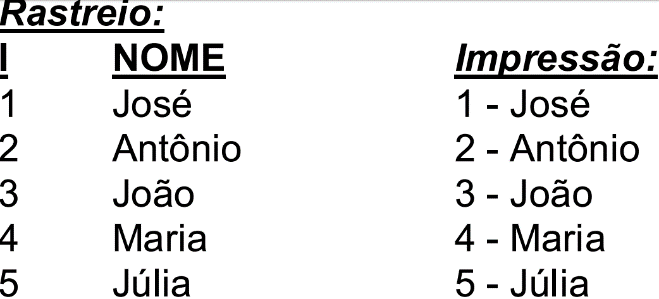 Rastreio:
I NOME Impressão:
1 José 1 - José
2 Antônio 2 - Antônio
3 João 3 - João
4 Maria 4 - Maria
5 Júlia 5 - Júlia